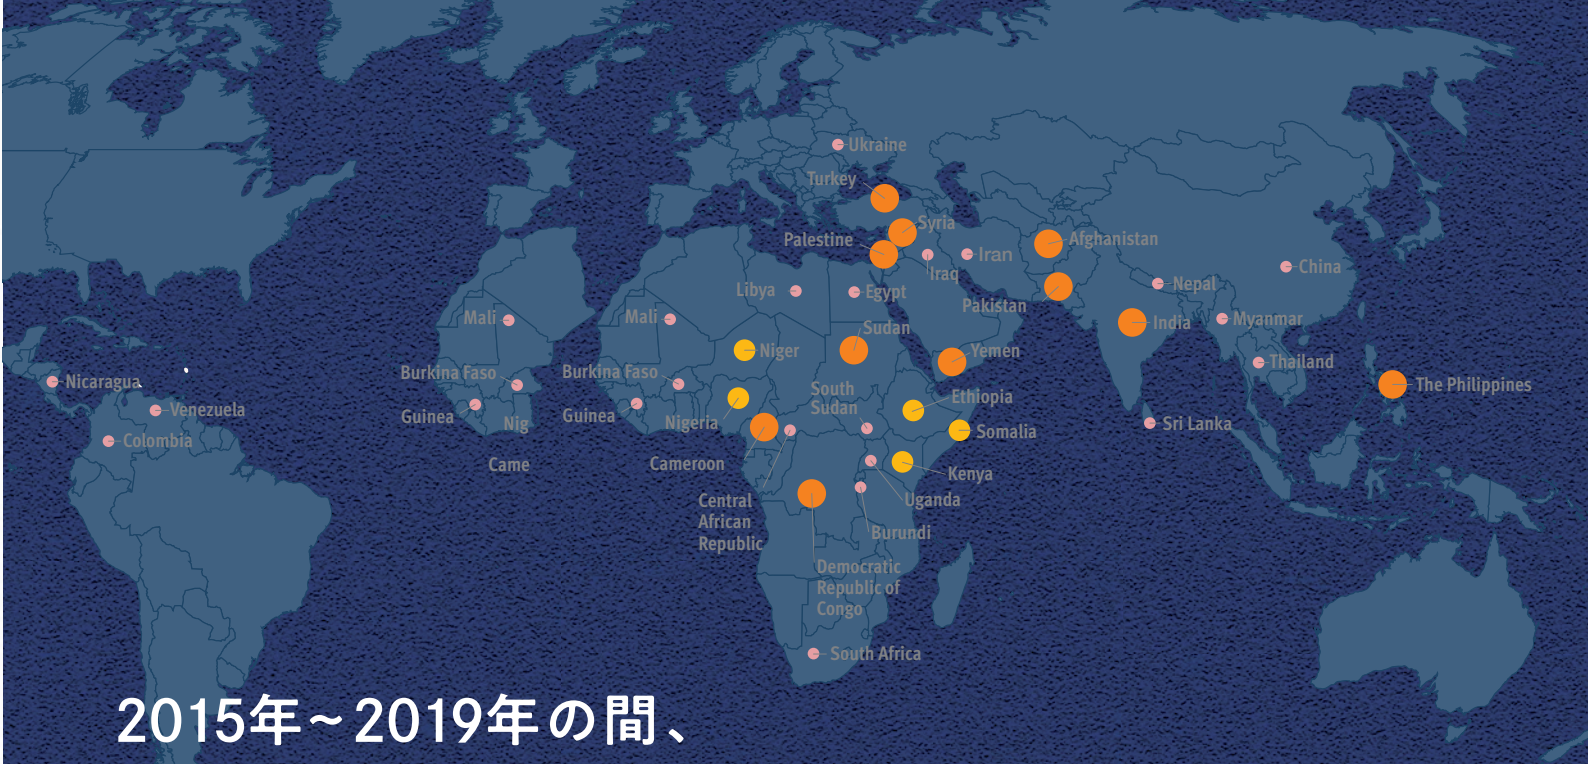 Ukraine
Turkey
Syria
Palestine
Afghanistan
Iran
Iraq
China
Nepal
Libya
Egypt
Pakistan
Mali
Mali
Myanmar
India
Sudan
Niger
Yemen
Thailand
Burkina Faso
Burkina Faso
Nicaragua
The Philippines
South
Sudan
Ethiopia
Venezuela
Guinea
Guinea
Nig
Nigeria
Sri Lanka
Somalia
Colombia
Came
Cameroon
Kenya
Central
African
Republic
Uganda
Burundi
Democratic
Republic of
Congo
South Africa
2015年~2019年の間、